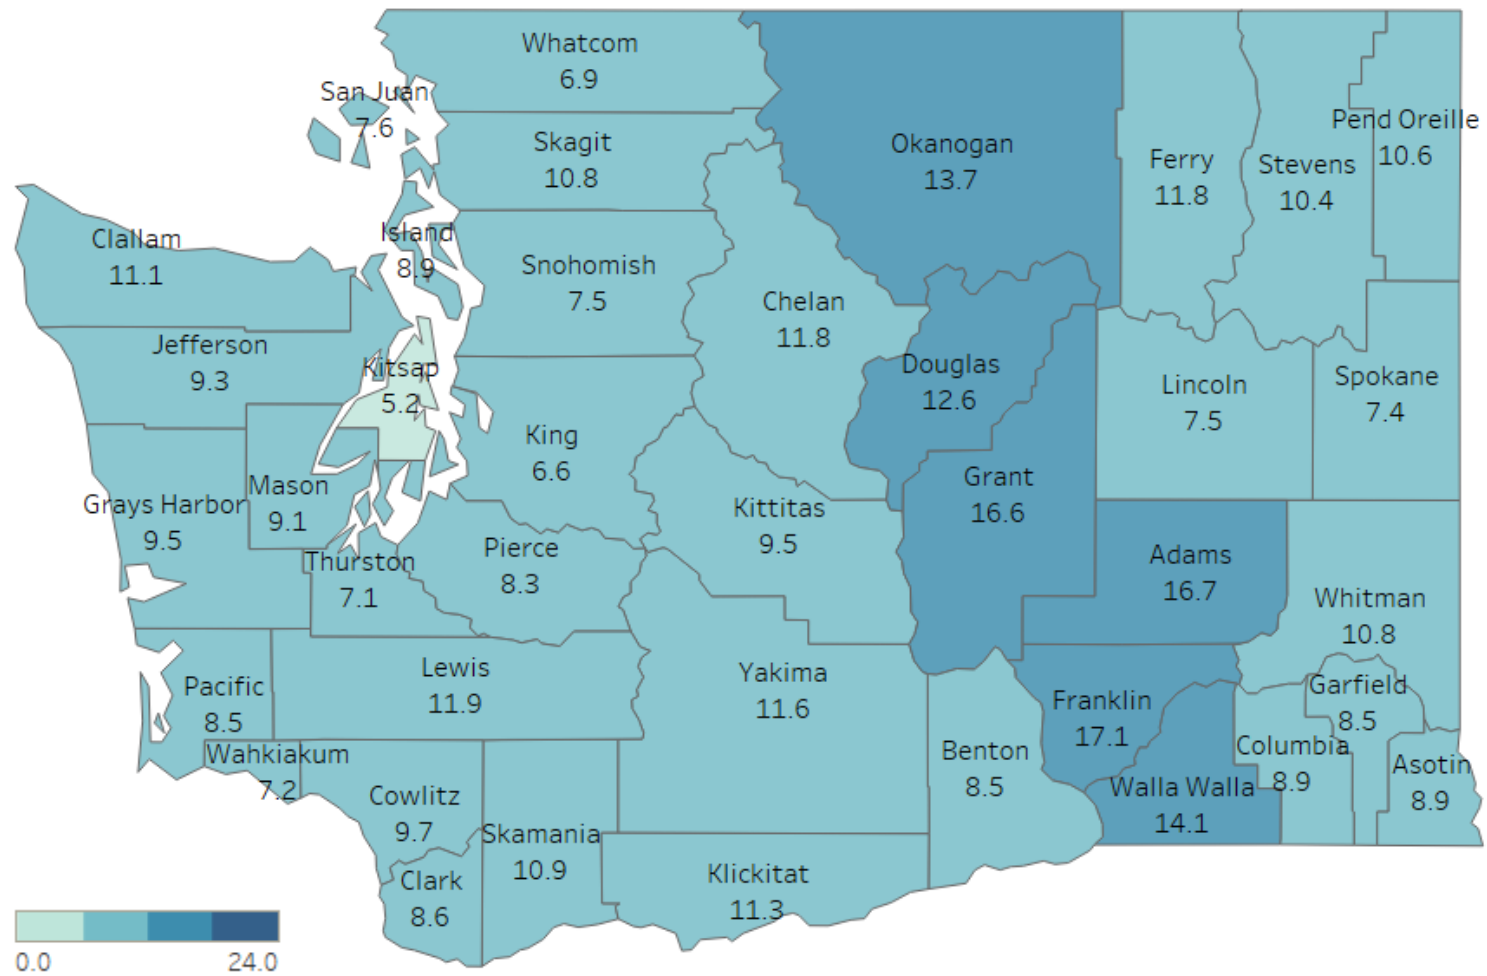 Whatcom
6.9
San Juan
7.6
Skagit
10.8
Okanogan
13.7
Ferry
11.8
Stevens
10.4
Pend Oreille
10.6
Clallam
11.1
Island
8.9
Snohomish
7.5
Chelan
11.8
Jefferson
9.3
Kitsap
5.2
Douglas
12.6
Lincoln
7.5
Spokane
7.4
King
6.6
Grant
16.6
Grays Harbor
9.5
Mason
9.1
Kittitas
9.5
Thurston
7.1
Pierce
8.3
Adams
16.7
Whitman
10.8
Pacific
8.5
Lewis
11.9
Yakima
11.6
Franklin
17.1
Garfield
8.5
Wahkiakum
7.2
Benton
8.5
Columbia
8.9
Asotin
8.9
Walla Walla
14.1
Cowlitz
9.7
Skamania
10.9
Clark
8.6
Klickitat
11.3
0.0
24.0